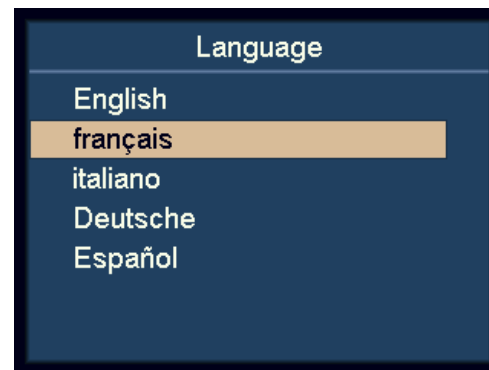 Language
English
français
italiano
Deutsche
Español